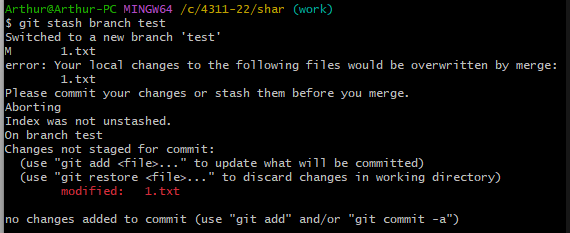 Arthur@Arthur-PC MINGW64 /c/4311-22/shar (work)
$ git stash branch test
Switched to a new branch 'test'
M       1.txt
error: Your local changes to the following files would be overwritten by merge:
        1.txt
Please commit your changes or stash them before you merge.
Aborting
Index was not unstashed.
On branch test
Changes not staged for commit:
  (use "git add <file>..." to update what will be committed)
  (use "git restore <file>..." to discard changes in working directory)
        modified:   1.txt
no changes added to commit (use "git add" and/or "git commit -a")